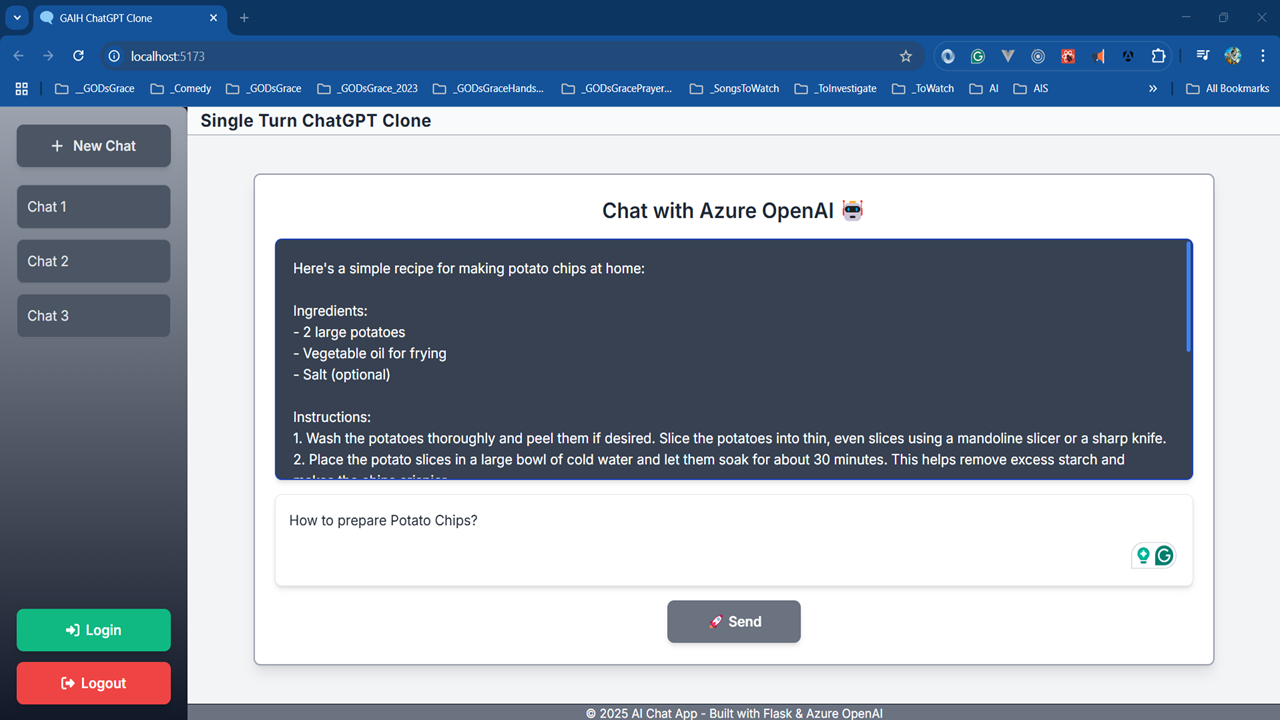 GAIH ChatGPT Clone
localhost:5173
__GODsGrace
_Comedy
_GODsGrace
_GODsGrace_2023
_GODsGraceHands...
_GODsGracePrayer...
_SongsToWatch
_ToInvestigate
_ToWatch
AI
AIS
»
All Bookmarks
Single Turn ChatGPT Clone
+ New Chat
Chat 1
Chat 2
Chat 3
Login
Logout
Chat with Azure OpenAI 🤖
Here's a simple recipe for making potato chips at home:
Ingredients:
- 2 large potatoes
- Vegetable oil for frying
- Salt (optional)
Instructions:
1. Wash the potatoes thoroughly and peel them if desired. Slice the potatoes into thin, even slices using a mandoline slicer or a sharp knife.
2. Place the potato slices in a large bowl of cold water and let them soak for about 30 minutes. This helps remove excess starch and
makes the chips crispier.
How to prepare Potato Chips?
🚀 Send
© 2025 AI Chat App - Built with Flask & Azure OpenAI